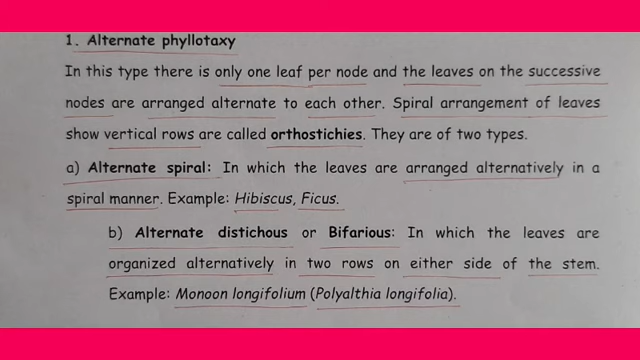 1. Alternate phyllotaxy
In this type there is only one leaf per node and the leaves on the successive
nodes are arranged alternate to each other. Spiral arrangement of leaves
show vertical rows are called orthostichies. They are of two types.
a) Alternate spiral: In which the leaves are arranged alternatively in a
spiral manner. Example: Hibiscus, Ficus.
b) Alternate distichous or Bifarious: In which the leaves are
organized alternatively in two rows on either side of the stem.
Example: Monoon longifolium (Polyalthia longifolia).